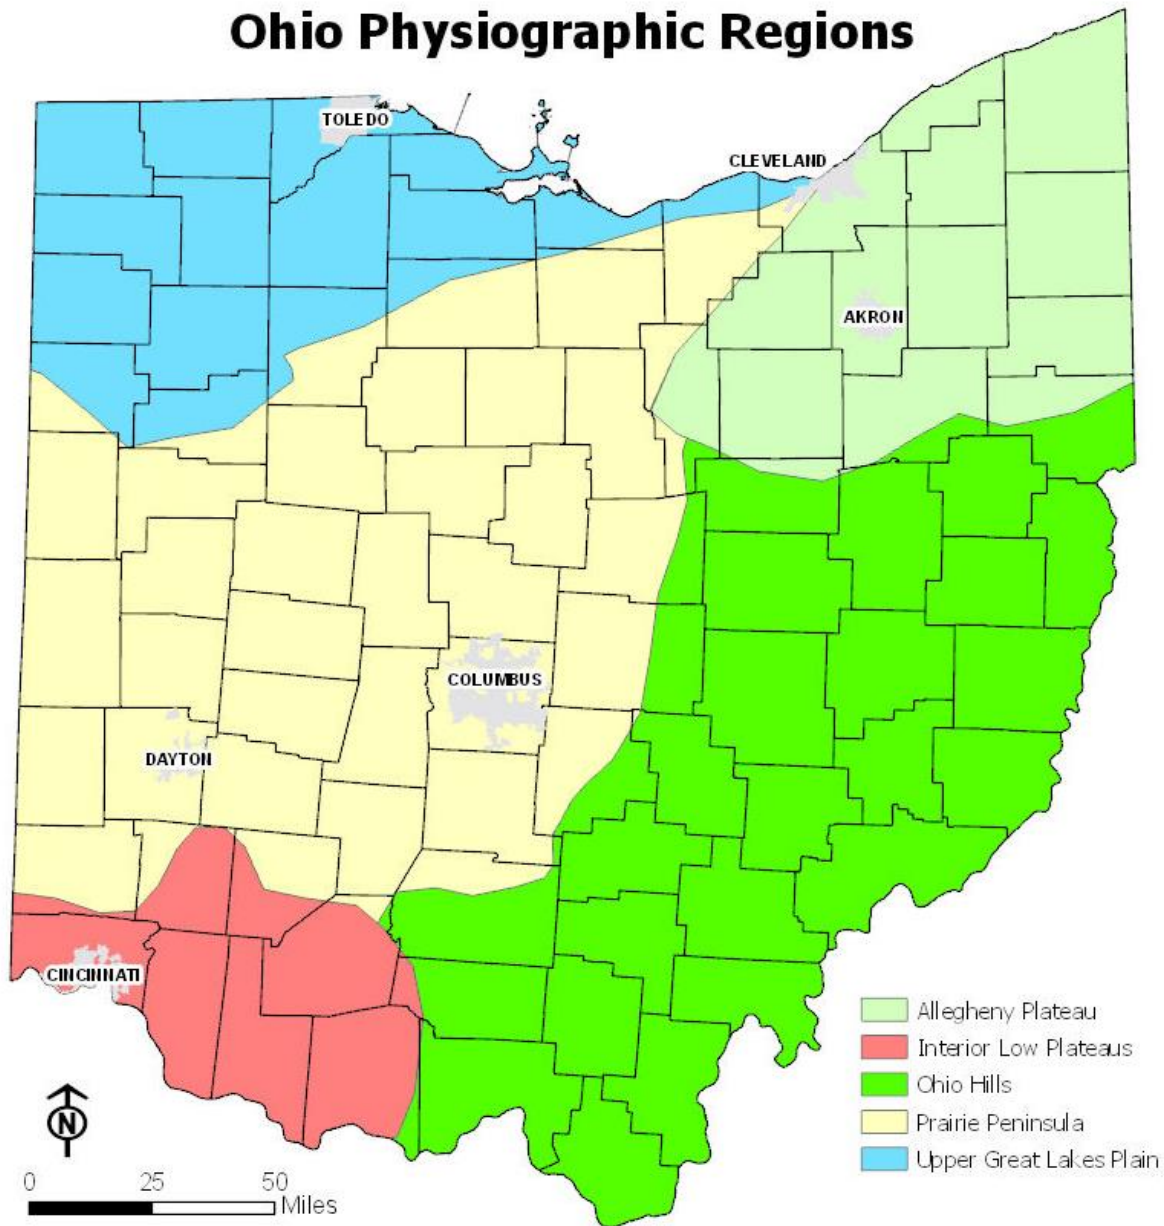 Ohio Physiographic Regions
TOLEDO
CLEVELAND
AKRON
COLUMBUS
DAYTON
CINCINNATI
Allegheny Plateau
Interior Low Plateaus
Ohio Hills
Prairie Peninsula
Upper Great Lakes Plain
N
0 25 50
Miles